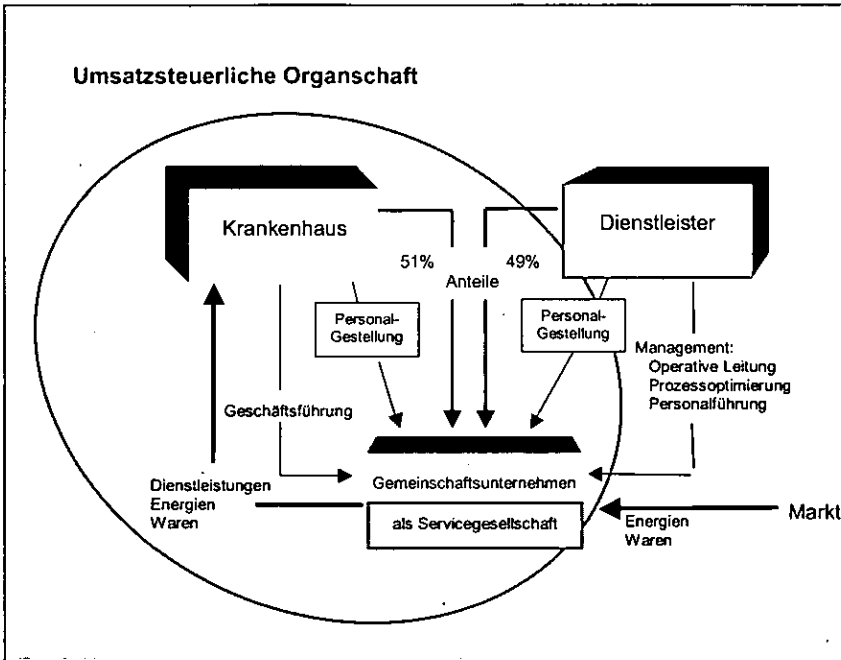 Umsatzsteuerliche Organschaft
Krankenhaus
Dienstleister
51%
49%
Anteile
Personal-
Gestellung
Personal-
Gestellung
Management:
Operative Leitung
Prozessoptimierung
Personalführung
Geschäftsführung
Dienstleistungen
Energien
Waren
Gemeinschaftsunternehmen
als Servicegesellschaft
Energien
Waren
Markt